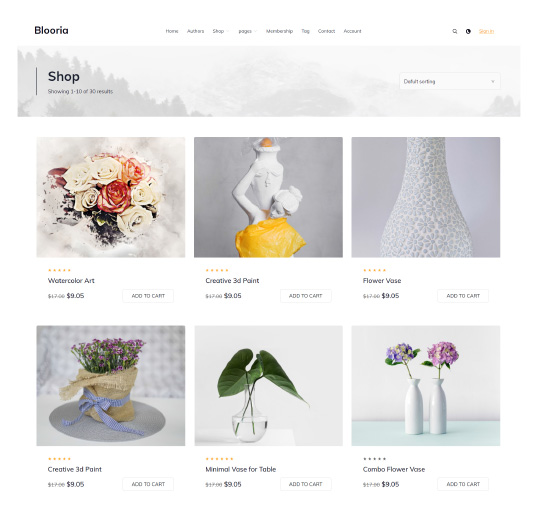 Blooria
Home Authors Shop pages Membership Tag Contact Account
Sign In
Shop
Showing 1-10 of 30 results
Defult sorting
Watercolor Art
$17.00 $9.05 ADD TO CART
Creative 3d Paint
$17.00 $9.05 ADD TO CART
Flower Vase
$17.00 $9.05 ADD TO CART
Creative 3d Paint
$17.00 $9.05 ADD TO CART
Minimal Vase for Table
$17.00 $9.05 ADD TO CART
Combo Flower Vase
$17.00 $9.05 ADD TO CART